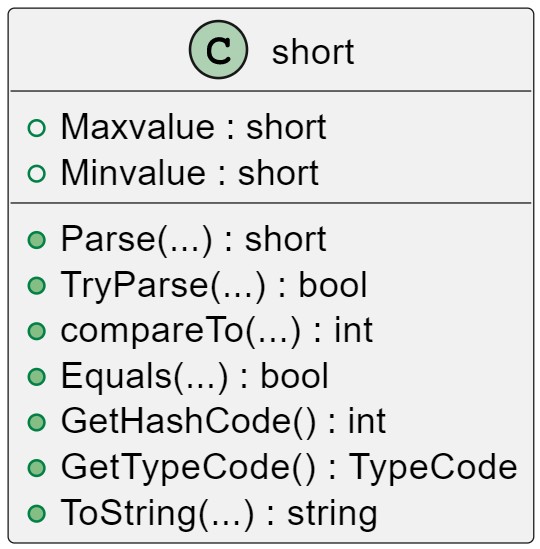 C short
Maxvalue : short
Minvalue : short
Parse(...) : short
TryParse(...) : bool
compareTo(...) : int
Equals(...) : bool
GetHashCode() : int
GetTypeCode() : TypeCode
ToString(...) : string